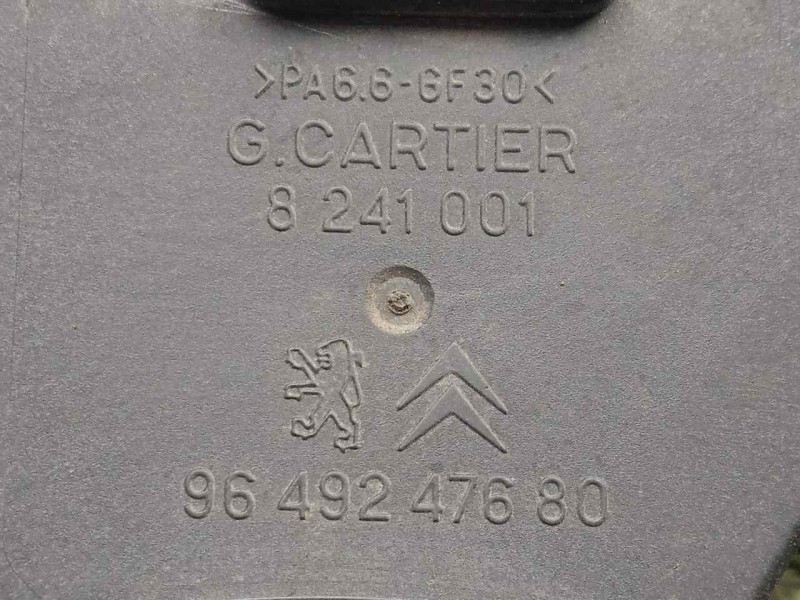 >PA6.6-GF30<
G.CARTIER
8 241 001
96 492 476 80